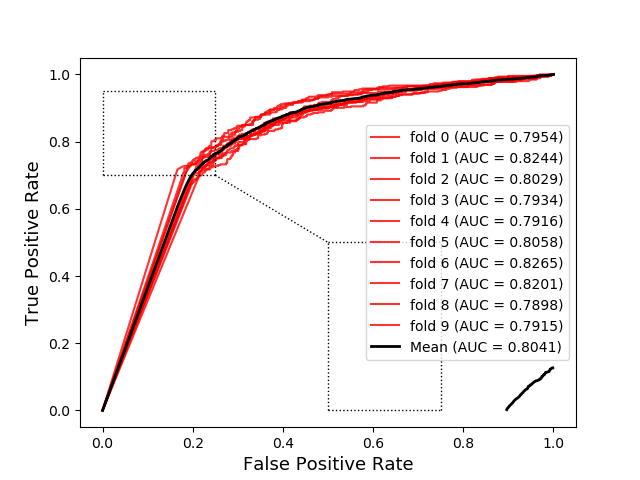 1.0
0.8
0.6
0.4
0.2
0.0
True Positive Rate
fold 0 (AUC = 0.7954)
fold 1 (AUC = 0.8244)
fold 2 (AUC = 0.8029)
fold 3 (AUC = 0.7934)
fold 4 (AUC = 0.7916)
fold 5 (AUC = 0.8058)
fold 6 (AUC = 0.8265)
fold 7 (AUC = 0.8201)
fold 8 (AUC = 0.7898)
fold 9 (AUC = 0.7915)
Mean (AUC = 0.8041)
0.0 0.2 0.4 0.6 0.8 1.0
False Positive Rate